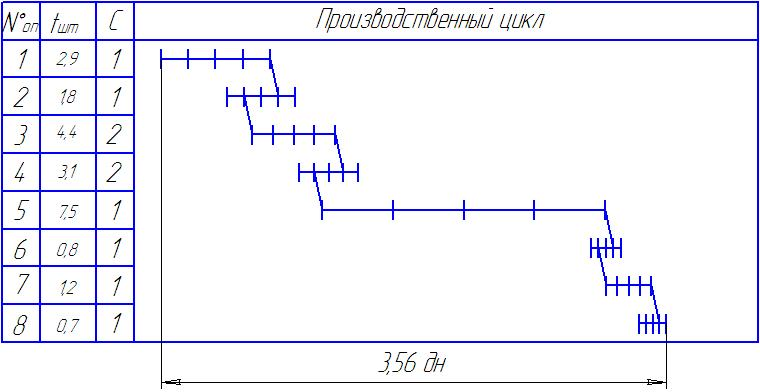 N°оп tшт С Производственный цикл
1 2,9 1
2 1,8 1
3 4,4 2
4 3,1 2
5 7,5 1
6 0,8 1
7 1,2 1
8 0,7 1
3,56 дн